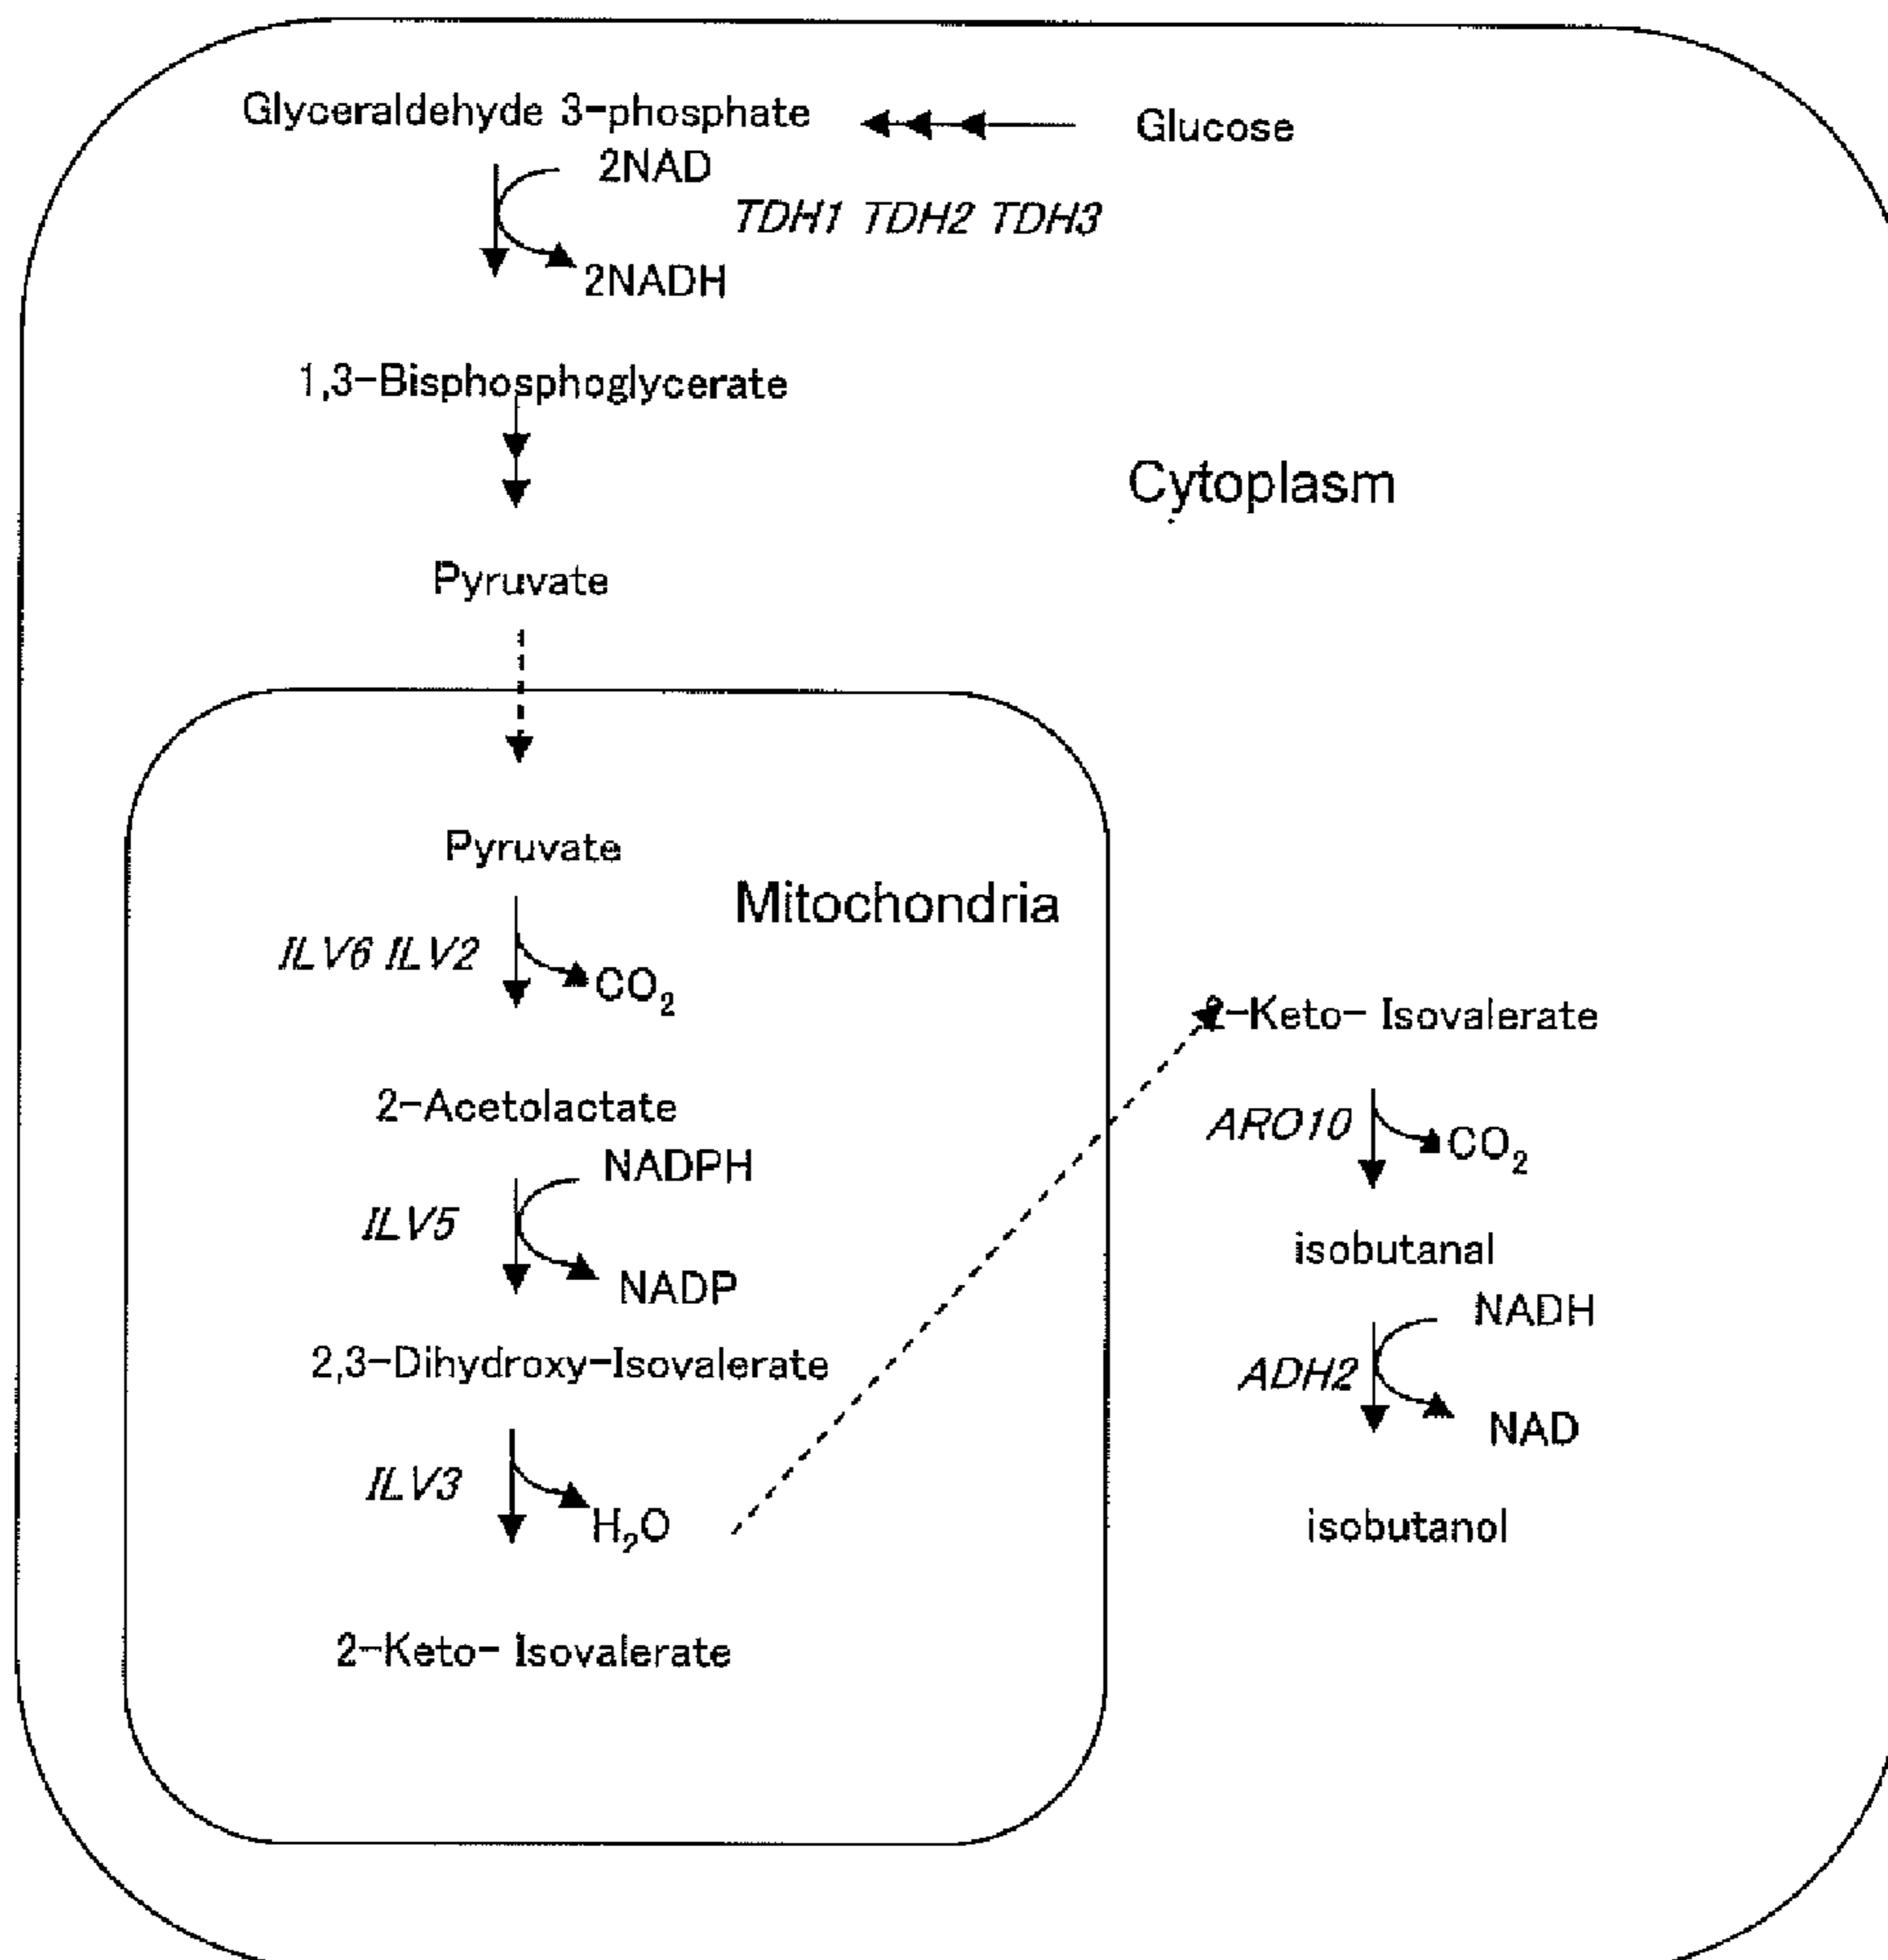 Glyceraldehyde 3-phosphate
Glucose
2NAD
TDH1 TDH2 TDH3
2NADH
1,3-Bisphosphoglycerate
Cytoplasm
Pyruvate
Pyruvate
Mitochondria
ILV6 ILV2
CO₂
2-Acetolactate
NADPH
ILV5
NADP
2,3-Dihydroxy-Isovalerate
ILV3
H₂O
2-Keto- Isovalerate
2-Keto- Isovalerate
ARO10
CO₂
isobutanal
NADH
ADH2
NAD
isobutanol